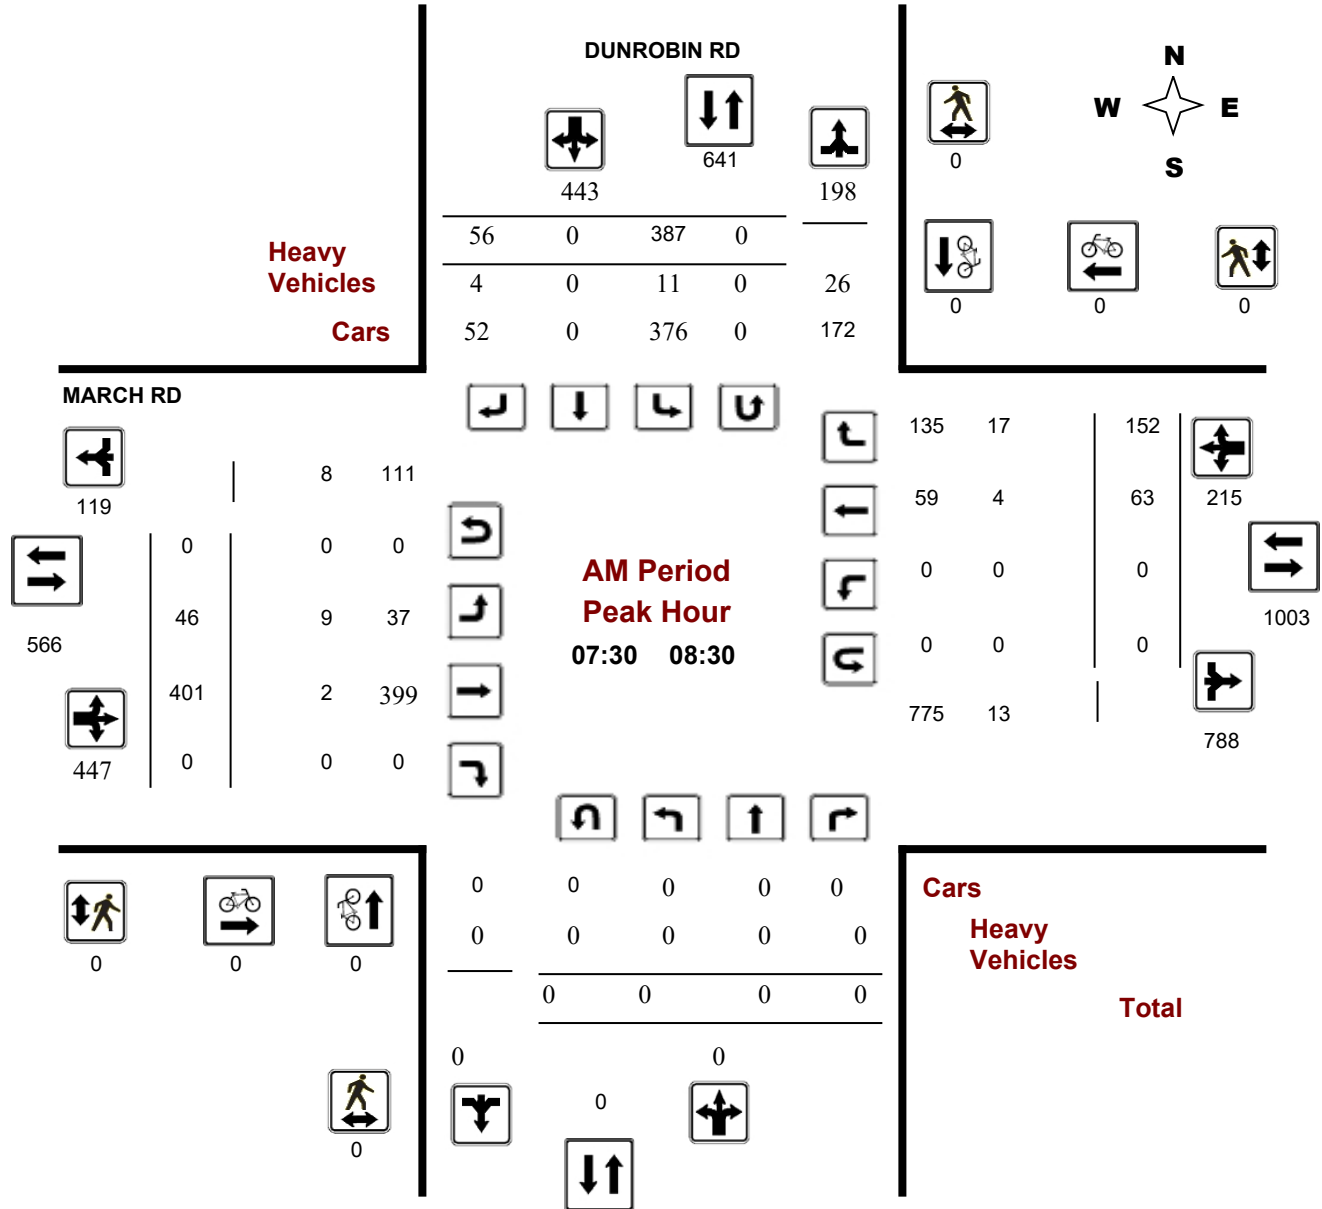 DUNROBIN RD
N
W E
S
641
0
443 198
56 0 387 0
Heavy
Vehicles
4 0 11 0 26
0 0 0
Cars
52 0 376 0 172
MARCH RD
135 17 152
8 111
119
59 4 63 215
0 0 0
AM Period
0 0 0
Peak Hour
46 9 37
1003
566
07:30 08:30
0 0 0
401 2 399
775 13
788
447 0 0 0
0 0 0 0 0
Cars
0 0 0 0 0
Heavy
Vehicles
0 0 0
0 0 0 0
Total
0 0
0
0